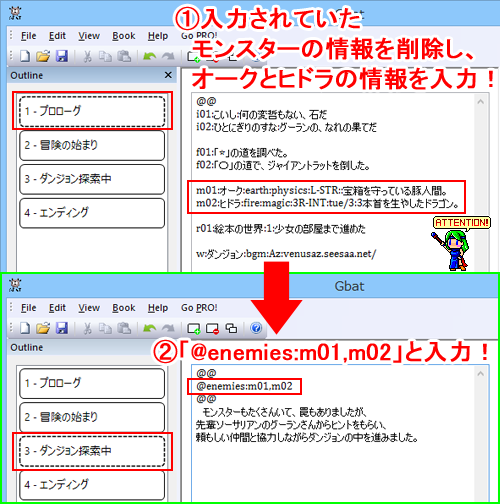 ①入力されていた
モンスターの情報を削除し、
オークとヒドラの情報を入力！
File Edit View Book Help Go PRO!
Outline
1 - プロローグ
2 - 冒険の始まり
3 - ダンジョン探索中
4 - エンディング
@@
i01:こいし:何の変哲もない、石だ
i02:ひとにぎりのすな:グーランの、なれの果てだ
f01:「*」の道を調べた。
f02:「〇」の道で、ジャイアントラットを倒した。
m01:オーク:earth:physics:L-STR::宝箱を守っている豚人間。
m02:ヒドラ:fire:magic:3R-INT:tue/3:3本首を生やしたドラゴン。
r01:絵本の世界:1:少女の部屋まで進めた
w:ダンジョン:bgm:Az:venusaz.seesaa.net/
ATTENTION!
Gbat
File Edit View Book Help Go PRO!
②「@enemies:m01,m02」と入力！
Outline
1 - プロローグ
2 - 冒険の始まり
3 - ダンジョン探索中
4 - エンディング
@@
@enemies:m01,m02
@@
モンスターもたくさんいて、罠もありましたが、
先輩ソーサリアンのグーランさんからヒントをもらい、
頼もしい仲間と協力しながらダンジョンの中を進みました。